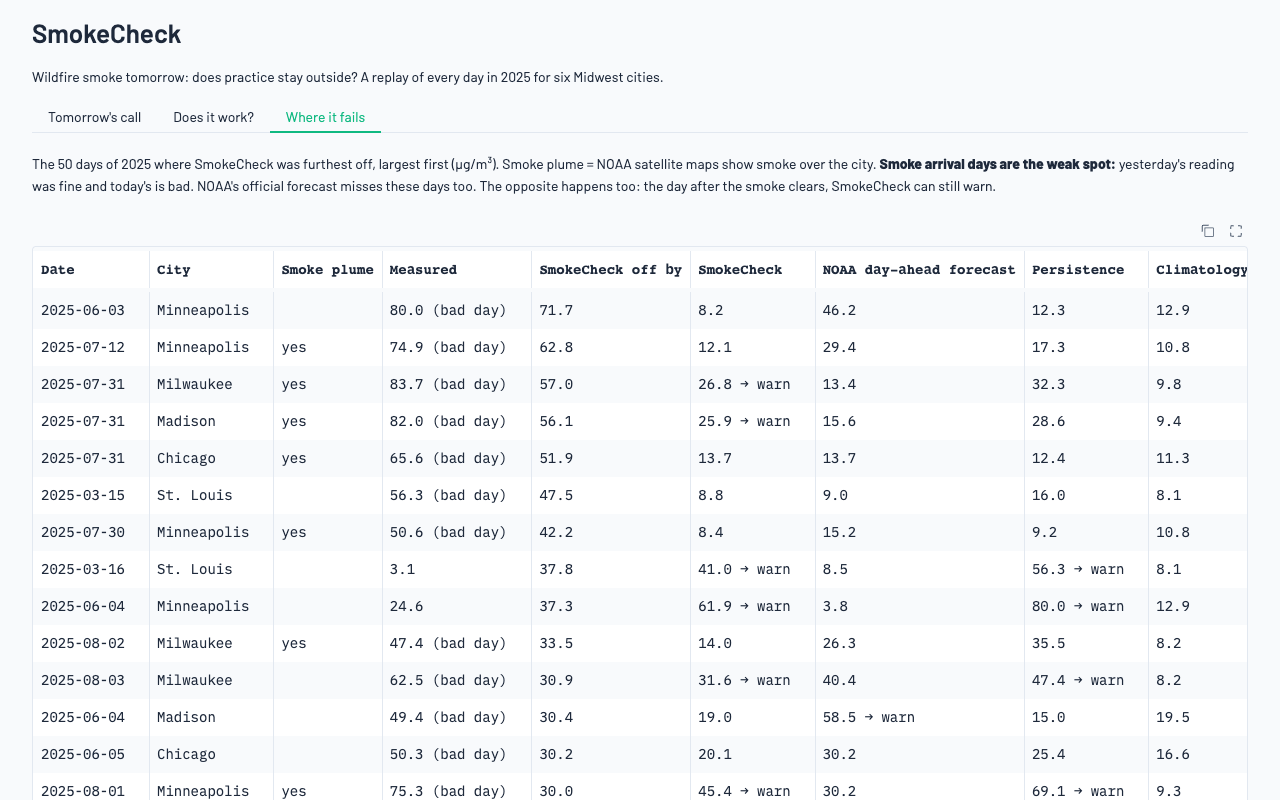 SmokeCheck
Wildfire smoke tomorrow: does practice stay outside? A replay of every day in 2025 for six Midwest cities.
Tomorrow's call Does it work? Where it fails
The 50 days of 2025 where SmokeCheck was furthest off, largest first (µg/m³). Smoke plume = NOAA satellite maps show smoke over the city. Smoke arrival days are the weak spot: yesterday's reading
was fine and today's is bad. NOAA's official forecast misses these days too. The opposite happens too: the day after the smoke clears, SmokeCheck can still warn.
Date City Smoke plume Measured SmokeCheck off by SmokeCheck NOAA day-ahead forecast Persistence Climatology
2025-06-03 Minneapolis 80.0 (bad day) 71.7 8.2 46.2 12.3 12.9
2025-07-12 Minneapolis yes 74.9 (bad day) 62.8 12.1 29.4 17.3 10.8
2025-07-31 Milwaukee yes 83.7 (bad day) 57.0 26.8 → warn 13.4 32.3 9.8
2025-07-31 Madison yes 82.0 (bad day) 56.1 25.9 → warn 15.6 28.6 9.4
2025-07-31 Chicago yes 65.6 (bad day) 51.9 13.7 13.7 12.4 11.3
2025-03-15 St. Louis 56.3 (bad day) 47.5 8.8 9.0 16.0 8.1
2025-07-30 Minneapolis yes 50.6 (bad day) 42.2 8.4 15.2 9.2 10.8
2025-03-16 St. Louis 3.1 37.8 41.0 → warn 8.5 56.3 → warn 8.1
2025-06-04 Minneapolis 24.6 37.3 61.9 → warn 3.8 80.0 → warn 12.9
2025-08-02 Milwaukee yes 47.4 (bad day) 33.5 14.0 26.3 35.5 8.2
2025-08-03 Milwaukee 62.5 (bad day) 30.9 31.6 → warn 40.4 47.4 → warn 8.2
2025-06-04 Madison 49.4 (bad day) 30.4 19.0 58.5 → warn 15.0 19.5
2025-06-05 Chicago 50.3 (bad day) 30.2 20.1 30.2 25.4 16.6
2025-08-01 Minneapolis yes 75.3 (bad day) 30.0 45.4 → warn 30.2 69.1 → warn 9.3